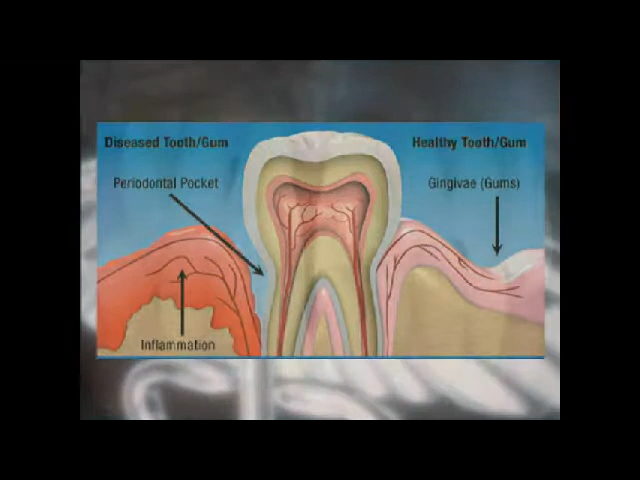 Diseased Tooth/Gum
Healthy Tooth/Gum
Periodontal Pocket
Gingivae (Gums)
Inflammation